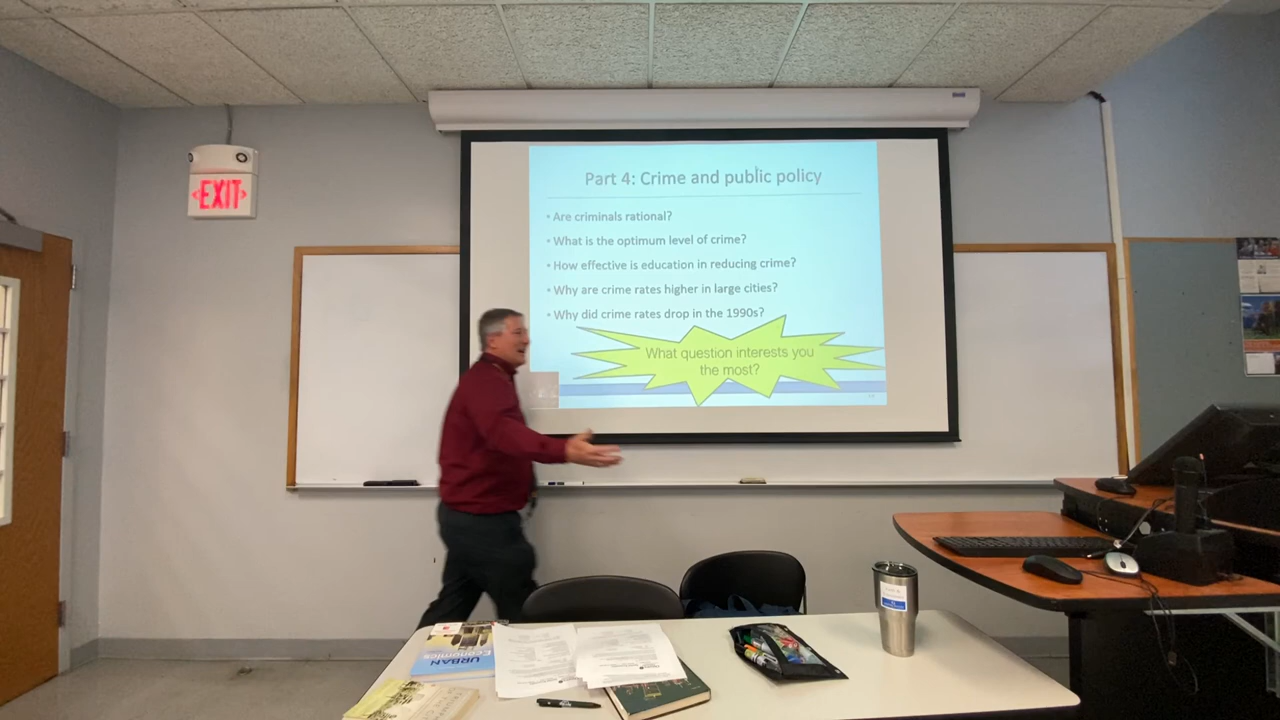 EXIT
Part 4: Crime and public policy
• Are criminals rational?
• What is the optimum level of crime?
• How effective is education in reducing crime?
• Why are crime rates higher in large cities?
• Why did crime rates drop in the 1990s?
What question interests you
the most?
URBAN
Economics